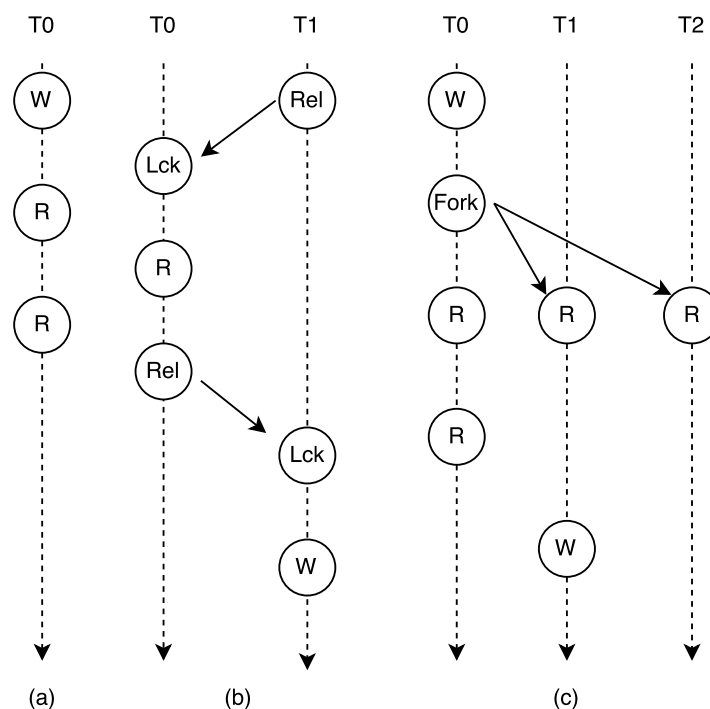 T0 T0 T1 T0 T1 T2
W Rel W
Lck
R Fork
R
R R R R
Rel
R
Lck
W
W
(a) (b) (c)